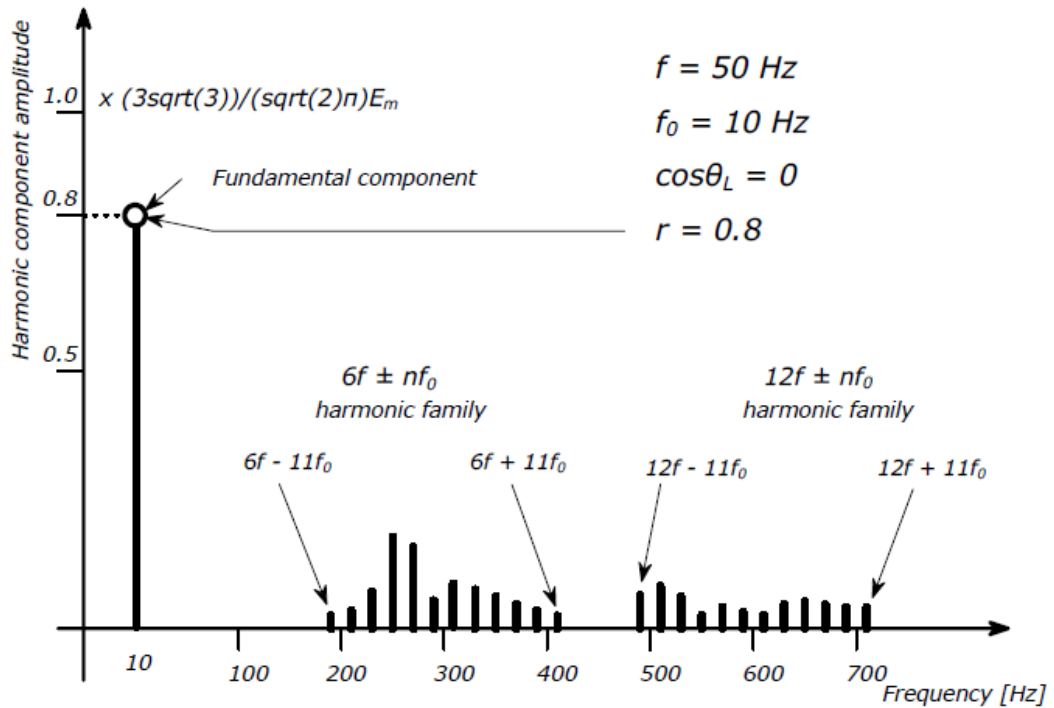 Harmonic component amplitude
1.0
x (3sqrt(3))/(sqrt(2)п)Eₘ
f = 50 Hz
f₀ = 10 Hz
cosθ_L = 0
r = 0.8
Fundamental component
0.8
0.5
6f ± nf₀
harmonic family
12f ± nf₀
harmonic family
6f - 11f₀
6f + 11f₀
12f - 11f₀
12f + 11f₀
10
100
200
300
400
500
600
700
Frequency [Hz]